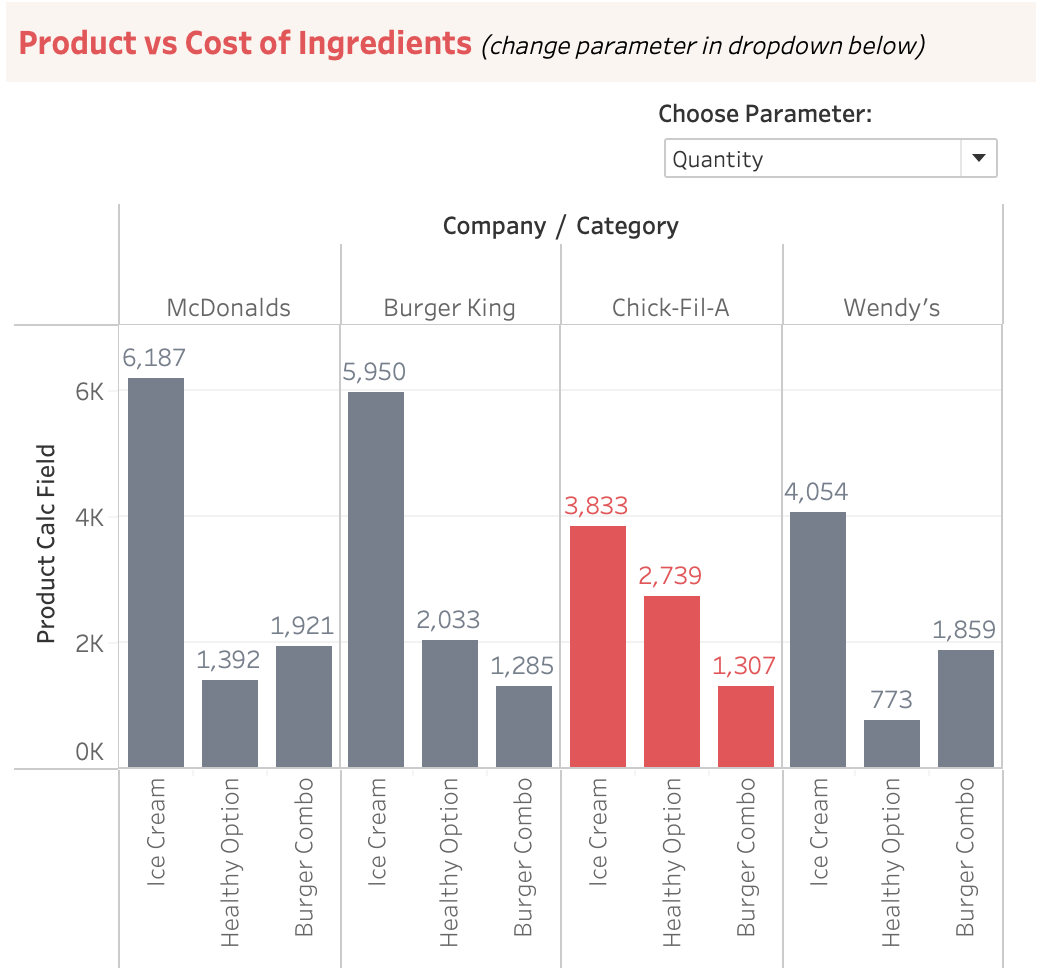 Product vs Cost of Ingredients (change parameter in dropdown below)
Choose Parameter:
Quantity
Company / Category
McDonalds
Burger King
Chick-Fil-A
Wendy's
Product Calc Field
6K
4K
2K
0K
6,187
1,392
1,921
5,950
2,033
1,285
3,833
2,739
1,307
4,054
773
1,859
Ice Cream
Healthy Option
Burger Combo
Ice Cream
Healthy Option
Burger Combo
Ice Cream
Healthy Option
Burger Combo
Ice Cream
Healthy Option
Burger Combo